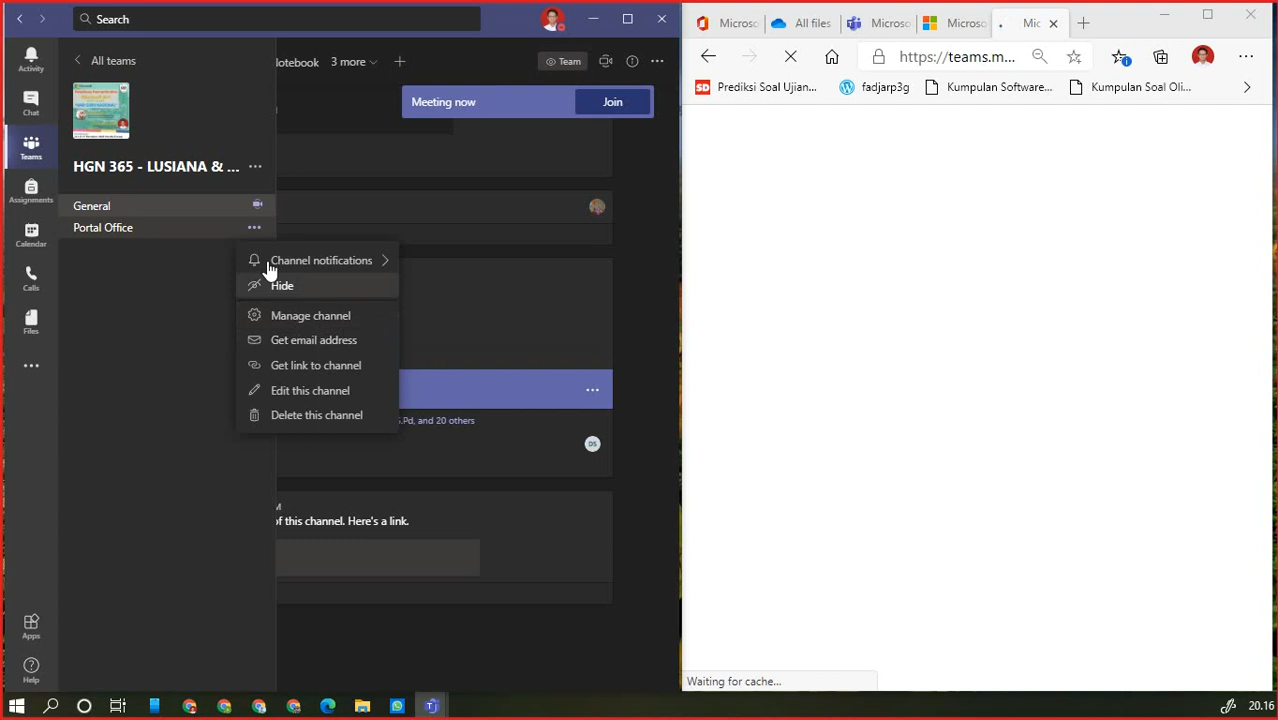 Search
Activity
Chat
Teams
Assignments
Calendar
Calls
Files
Apps
Help
All teams
HGN 365 - LUSIANA & ...
General
Portal Office
Channel notifications
Hide
Manage channel
Get email address
Get link to channel
Edit this channel
Delete this channel
otebook
3 more
Team
Meeting now
Join
.Pd, and 20 others
DS
M
of this channel. Here's a link.
Microso
All files
Microso
Microso
Mic
https://teams.m...
SD
Prediksi Soal Ujian...
fadjarp3g
Kumpulan Software...
Kumpulan Soal Oli...
Waiting for cache...
20.16